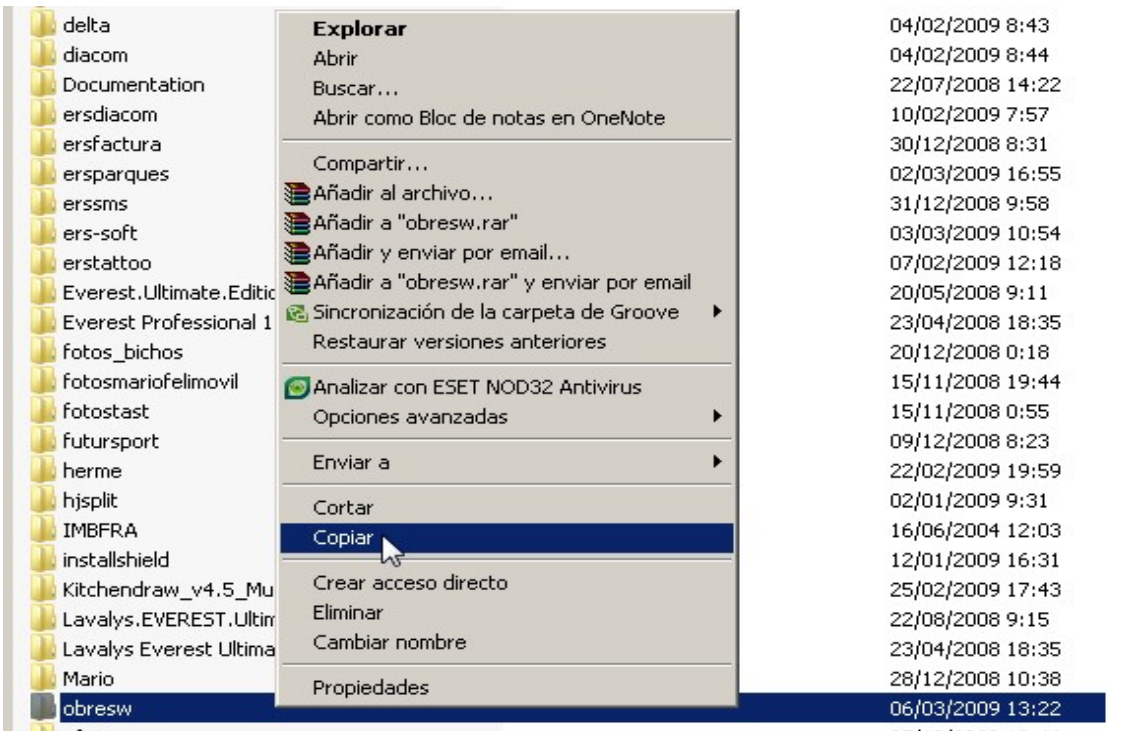 delta 04/02/2009 8:43
diacom 04/02/2009 8:44
Documentation 22/07/2008 14:22
ersdiacom 10/02/2009 7:57
ersfactura 30/12/2008 8:31
ersparques 02/03/2009 16:55
erssms 31/12/2008 9:58
ers-soft 03/03/2009 10:54
erstattoo 07/02/2009 12:18
Everest.Ultimate.Editic 20/05/2008 9:11
Everest Professional 1 23/04/2008 18:35
fotos_bichos 20/12/2008 0:18
fotosmariofelimovil 15/11/2008 19:44
fotostast 15/11/2008 0:55
futursport 09/12/2008 8:23
herme 22/02/2009 19:59
hjsplit 02/01/2009 9:31
IMBFRA 16/06/2004 12:03
installshield 12/01/2009 16:31
Kitchendraw_v4.5_Mu 25/02/2009 17:43
Lavalys.EVEREST.Ultim 22/08/2008 9:15
Lavalys Everest Ultima 23/04/2008 18:35
Mario 28/12/2008 10:38
obresw 06/03/2009 13:22
Explorar
Abrir
Buscar...
Abrir como Bloc de notas en OneNote
Compartir...
Añadir al archivo...
Añadir a "obresw.rar"
Añadir y enviar por email...
Añadir a "obresw.rar" y enviar por email
Sincronización de la carpeta de Groove
Restaurar versiones anteriores
Analizar con ESET NOD32 Antivirus
Opciones avanzadas
Enviar a
Cortar
Copiar
Crear acceso directo
Eliminar
Cambiar nombre
Propiedades